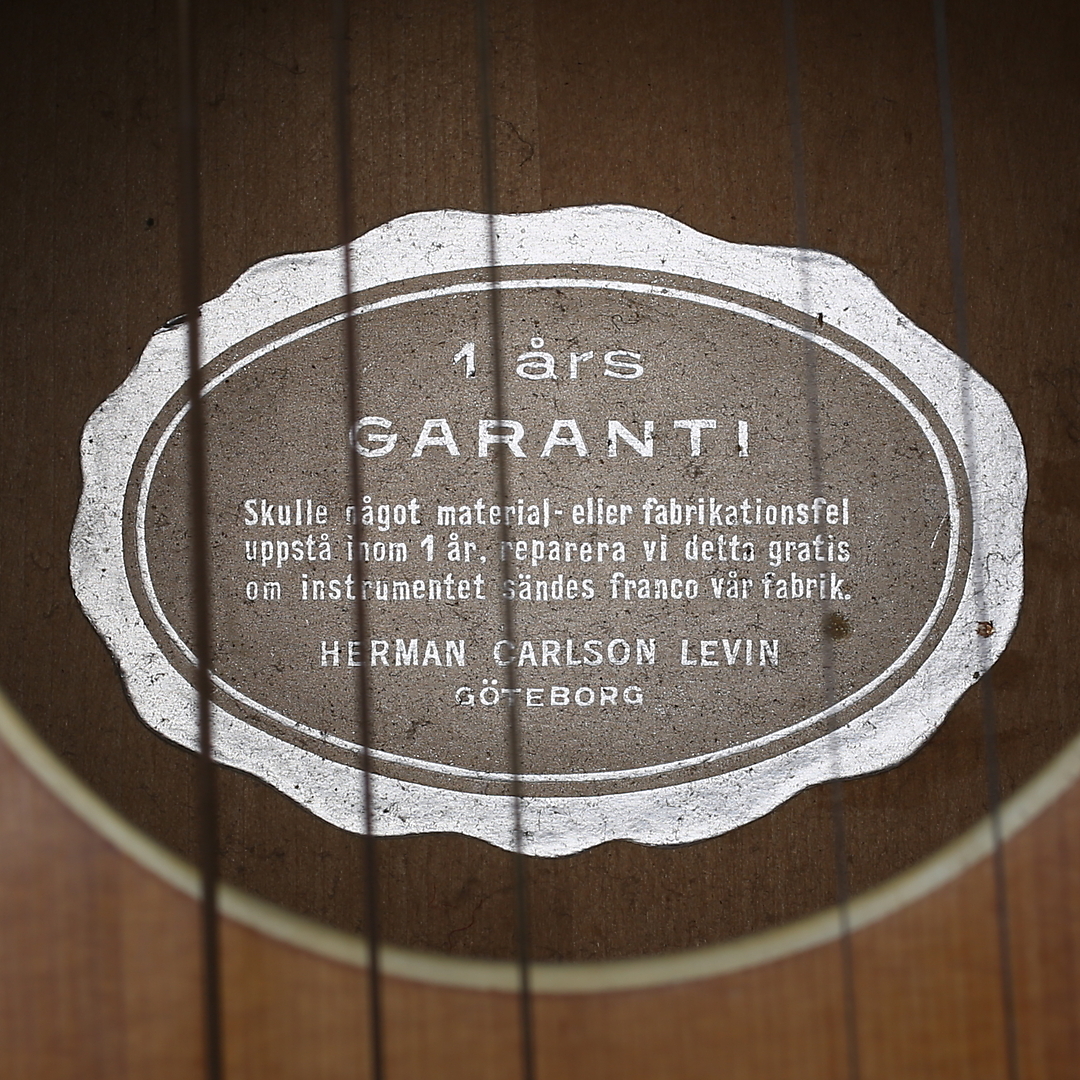 1 års
GARANTI
Skulle något material- eller fabrikationsfel
uppstå inom 1 år, reparera vi detta gratis
om instrumentet sändes franco vår fabrik.
HERMAN CARLSON LEVIN
GÖTEBORG